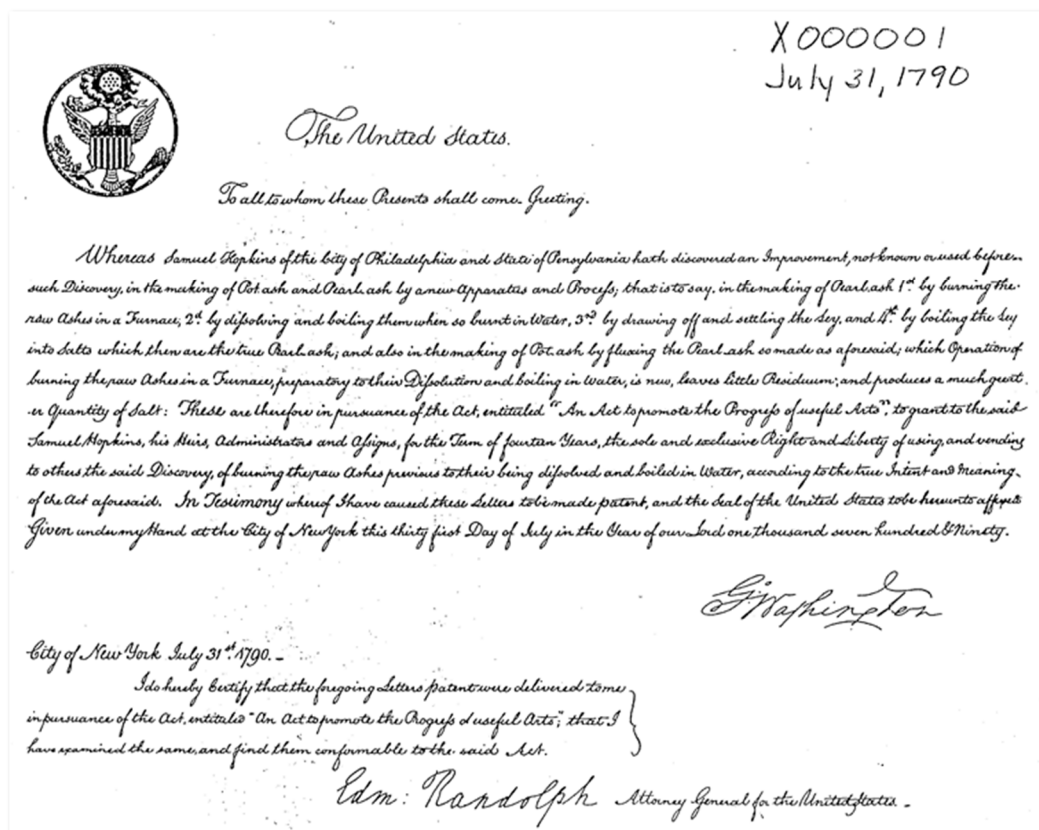 X000001
July 31, 1790
The United States.
To all to whom these Presents shall come Greeting.
Whereas Samuel Hopkins of the City of Philadelphia and State of Pensylvania hath discovered an Improvement, not known or used before
such Discovery, in the making of Pot ash and Pearl ash by a new Apparatus and Process; that is to say, in the making of Pearl ash 1st by burning the
raw Ashes in a Furnace, 2d by dissolving and boiling them when so burnt in Water, 3rd by drawing off and settling the Ley, and 4th by boiling the Ley
into Salts which then are the true Pearl ash; and also in the making of Pot ash by fluxing the Pearl ash so made as aforesaid; which Operation of
burning the raw Ashes in a Furnace, preparatory to their Dissolution and boiling in Water, is new, leaves little Residuum; and produces a much great
er Quantity of Salt: These are therefore in pursuance of the Act, entituled "An Act to promote the Progress of useful Arts", to grant to the said
Samuel Hopkins, his Heirs, Administrators and Assigns, for the Term of fourteen Years, the sole and exclusive Right and Liberty of using, and vending
to others the said Discovery, of burning the raw Ashes previous to their being dissolved and boiled in Water, according to the true Intent and Meaning
of the Act aforesaid. In Testimony whereof I have caused these Letters to be made patent, and the Seal of the United States to be hereunto affixed
Given under my Hand at the City of New York this thirty first Day of July in the Year of our Lord one thousand seven hundred & Ninety.
G. Washington
City of New York July 31st 1790. –
I do hereby Certify that the foregoing Letters patent were delivered to me
in pursuance of the Act, entituled "An Act to promote the Progress of useful Arts"; that I
have examined the same, and find them conformable to the said Act.
Edm: Randolph Attorney General for the United States. –